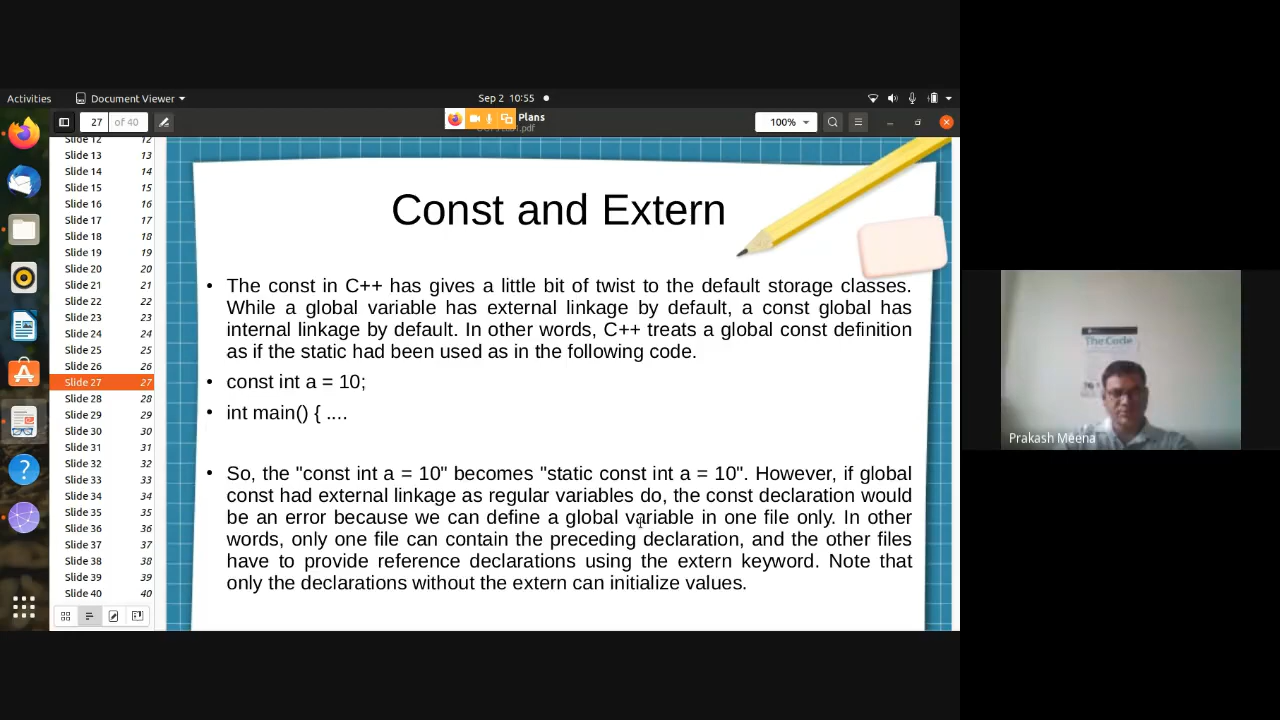 Activities
Document Viewer
Sep 2 10:55
27 of 40
Plans
.pdf
100%
Slide 12 12
Slide 13 13
Slide 14 14
Slide 15 15
Slide 16 16
Slide 17 17
Slide 18 18
Slide 19 19
Slide 20 20
Slide 21 21
Slide 22 22
Slide 23 23
Slide 24 24
Slide 25 25
Slide 26 26
Slide 27 27
Slide 28 28
Slide 29 29
Slide 30 30
Slide 31 31
Slide 32 32
Slide 33 33
Slide 34 34
Slide 35 35
Slide 36 36
Slide 37 37
Slide 38 38
Slide 39 39
Slide 40 40
Const and Extern
• The const in C++ has gives a little bit of twist to the default storage classes.
While a global variable has external linkage by default, a const global has
internal linkage by default. In other words, C++ treats a global const definition
as if the static had been used as in the following code.
• const int a = 10;
• int main() { ....
• So, the "const int a = 10" becomes "static const int a = 10". However, if global
const had external linkage as regular variables do, the const declaration would
be an error because we can define a global variable in one file only. In other
words, only one file can contain the preceding declaration, and the other files
have to provide reference declarations using the extern keyword. Note that
only the declarations without the extern can initialize values.
The Code
Prakash Meena